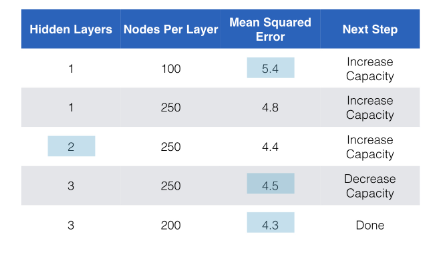 Hidden Layers Nodes Per Layer Mean Squared Error Next Step
1 100 5.4 Increase Capacity
1 250 4.8 Increase Capacity
2 250 4.4 Increase Capacity
3 250 4.5 Decrease Capacity
3 200 4.3 Done